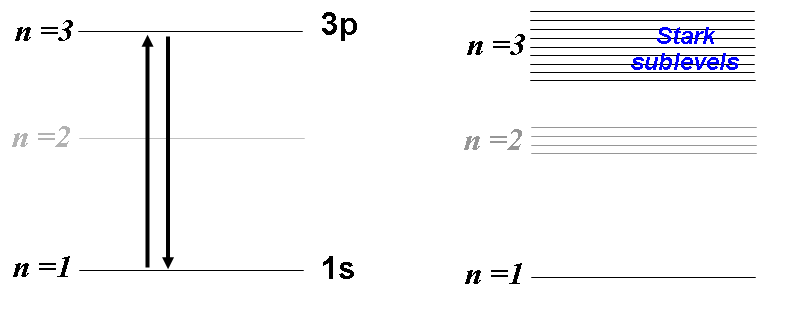 n =3 3p
n =2
n =1 1s
n =3 Stark
sublevels
n =2
n =1